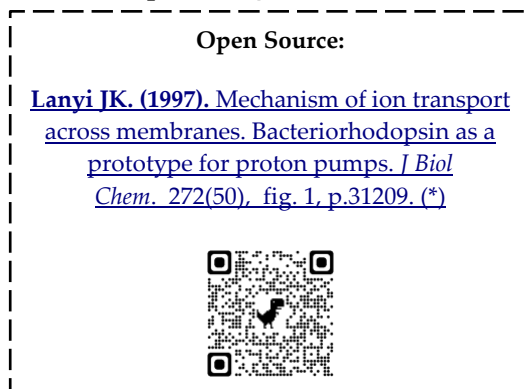 Open Source:
Lanyi JK. (1997). Mechanism of ion transport
across membranes. Bacteriorhodopsin as a
prototype for proton pumps. J Biol
Chem. 272(50), fig. 1, p.31209. (*)